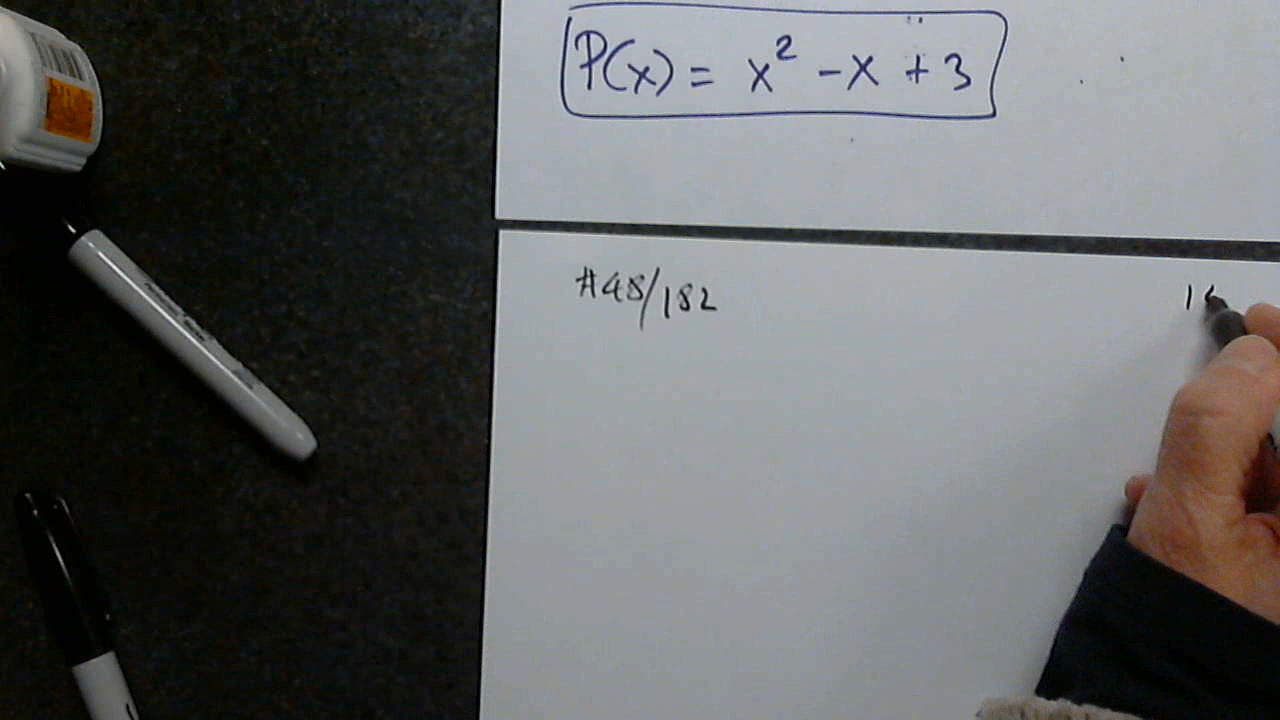 P(x) = x² - x + 3
#48/182